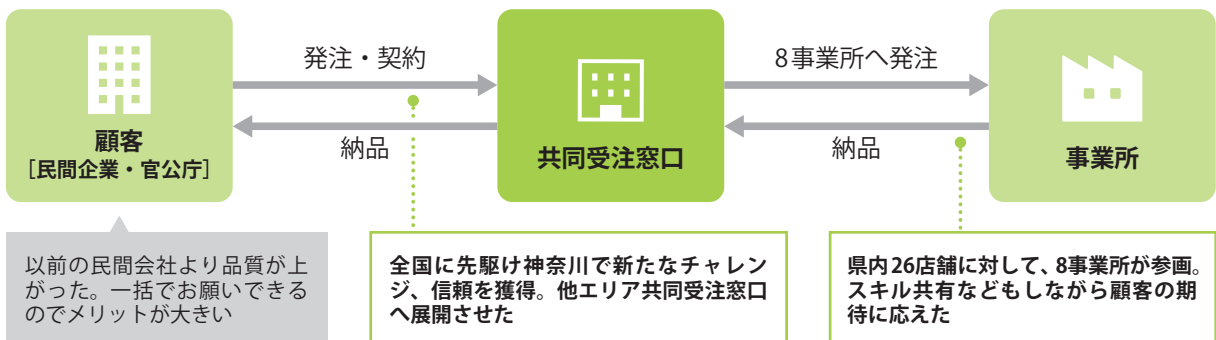 発注・契約
8事業所へ発注
納品
納品
顧客
[民間企業・官公庁]
共同受注窓口
事業所
以前の民間会社より品質が上
がった。一括でお願いできる
のでメリットが大きい
全国に先駆け神奈川で新たなチャレン
ジ、信頼を獲得。他エリア共同受注窓口
へ展開させた
県内26店舗に対して、8事業所が参画。
スキル共有などもしながら顧客の期
待に応えた